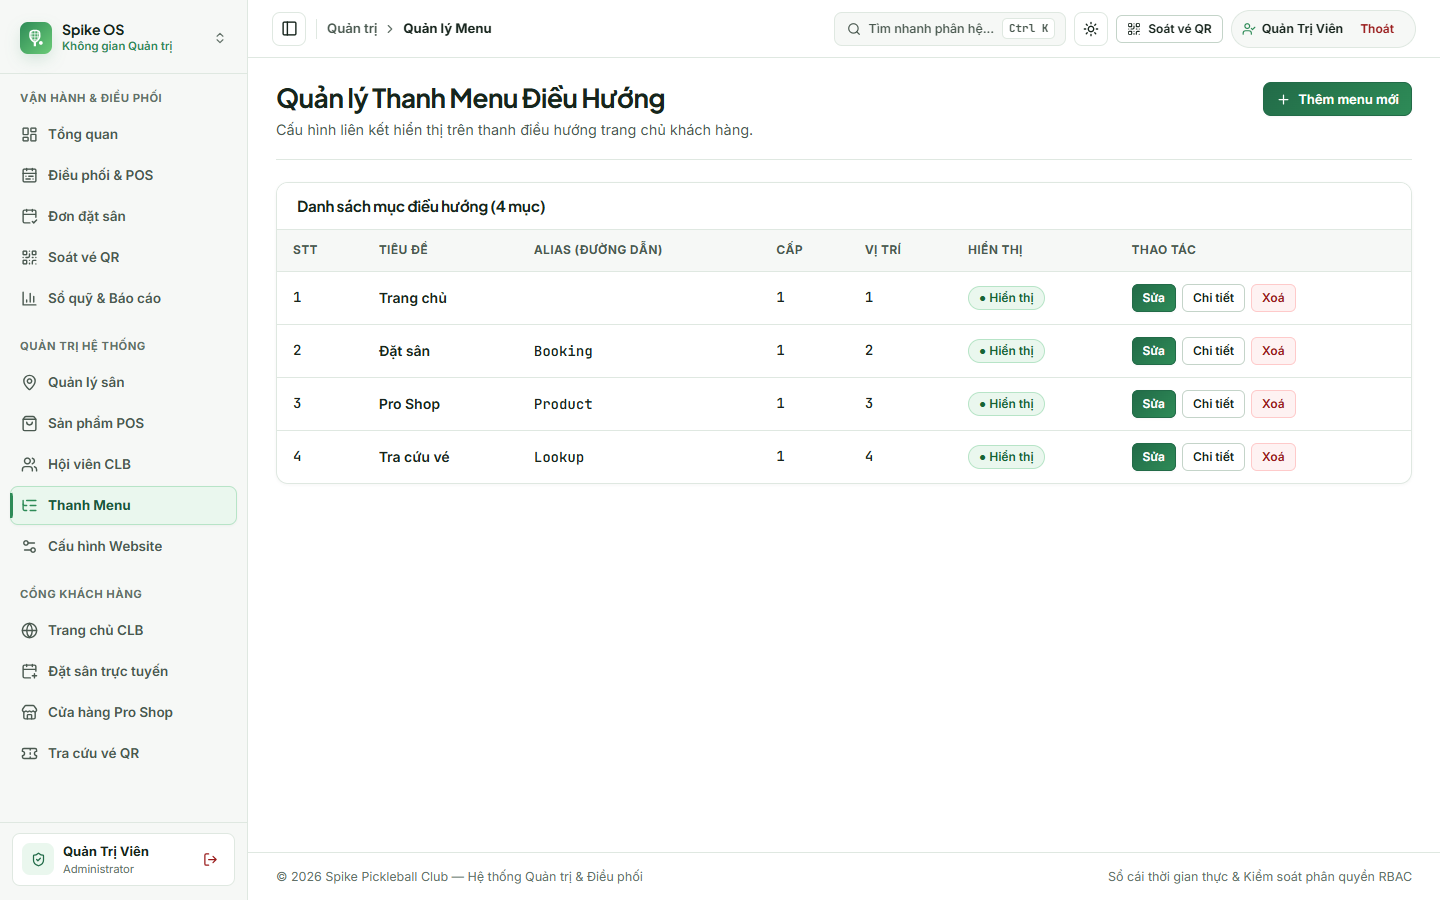 Spike OS
Không gian Quản trị
VẬN HÀNH & ĐIỀU PHỐI
Tổng quan
Điều phối & POS
Đơn đặt sân
Soát vé QR
Sổ quỹ & Báo cáo
QUẢN TRỊ HỆ THỐNG
Quản lý sân
Sản phẩm POS
Hội viên CLB
Thanh Menu
Cấu hình Website
CỔNG KHÁCH HÀNG
Trang chủ CLB
Đặt sân trực tuyến
Cửa hàng Pro Shop
Tra cứu vé QR
Quản Trị Viên
Administrator
Quản trị > Quản lý Menu
Tìm nhanh phân hệ... Ctrl K
Soát vé QR
Quản Trị Viên Thoát
Quản lý Thanh Menu Điều Hướng
Cấu hình liên kết hiển thị trên thanh điều hướng trang chủ khách hàng.
+ Thêm menu mới
Danh sách mục điều hướng (4 mục)
STT TIÊU ĐỀ ALIAS (ĐƯỜNG DẪN) CẤP VỊ TRÍ HIỂN THỊ THAO TÁC
1 Trang chủ 1 1 • Hiển thị Sửa Chi tiết Xoá
2 Đặt sân Booking 1 2 • Hiển thị Sửa Chi tiết Xoá
3 Pro Shop Product 1 3 • Hiển thị Sửa Chi tiết Xoá
4 Tra cứu vé Lookup 1 4 • Hiển thị Sửa Chi tiết Xoá
© 2026 Spike Pickleball Club — Hệ thống Quản trị & Điều phối
Sổ cái thời gian thực & Kiểm soát phân quyền RBAC